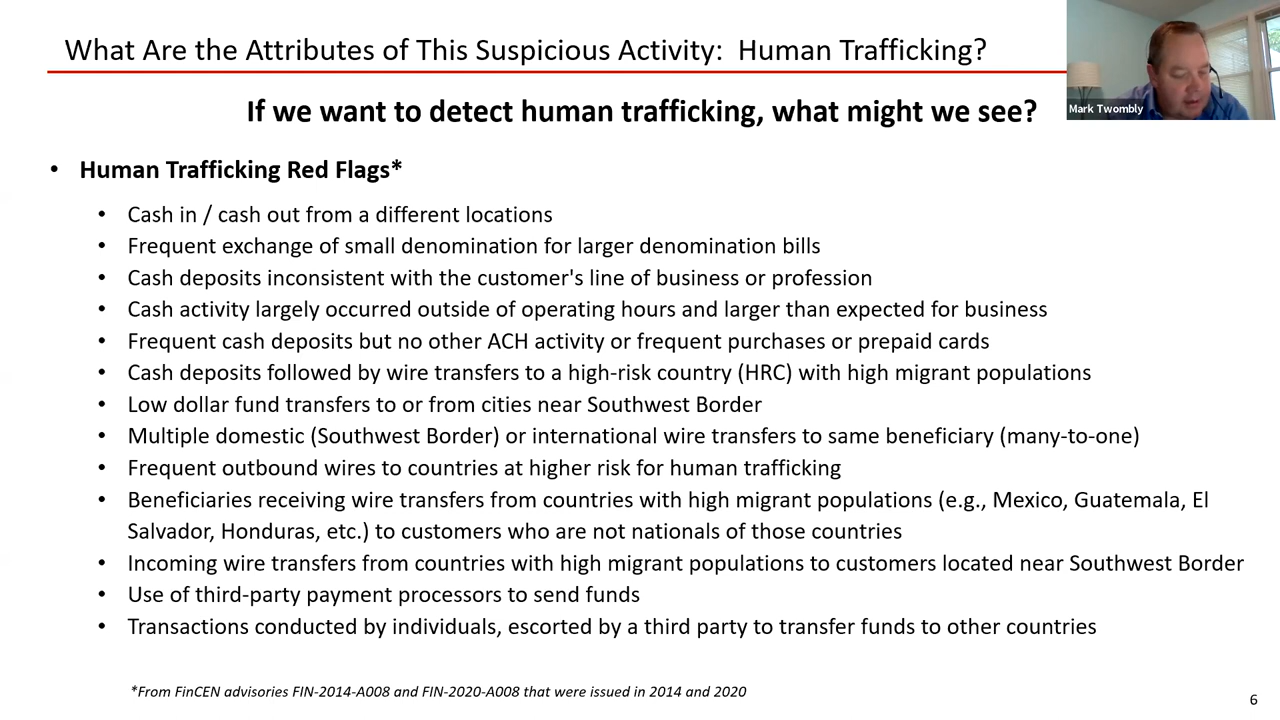 What Are the Attributes of This Suspicious Activity:  Human Trafficking?
Mark Twombly
If we want to detect human trafficking, what might we see?
• Human Trafficking Red Flags*
• Cash in / cash out from a different locations
• Frequent exchange of small denomination for larger denomination bills
• Cash deposits inconsistent with the customer's line of business or profession
• Cash activity largely occurred outside of operating hours and larger than expected for business
• Frequent cash deposits but no other ACH activity or frequent purchases or prepaid cards
• Cash deposits followed by wire transfers to a high-risk country (HRC) with high migrant populations
• Low dollar fund transfers to or from cities near Southwest Border
• Multiple domestic (Southwest Border) or international wire transfers to same beneficiary (many-to-one)
• Frequent outbound wires to countries at higher risk for human trafficking
• Beneficiaries receiving wire transfers from countries with high migrant populations (e.g., Mexico, Guatemala, El
Salvador, Honduras, etc.) to customers who are not nationals of those countries
• Incoming wire transfers from countries with high migrant populations to customers located near Southwest Border
• Use of third-party payment processors to send funds
• Transactions conducted by individuals, escorted by a third party to transfer funds to other countries
*From FinCEN advisories FIN-2014-A008 and FIN-2020-A008 that were issued in 2014 and 2020
6